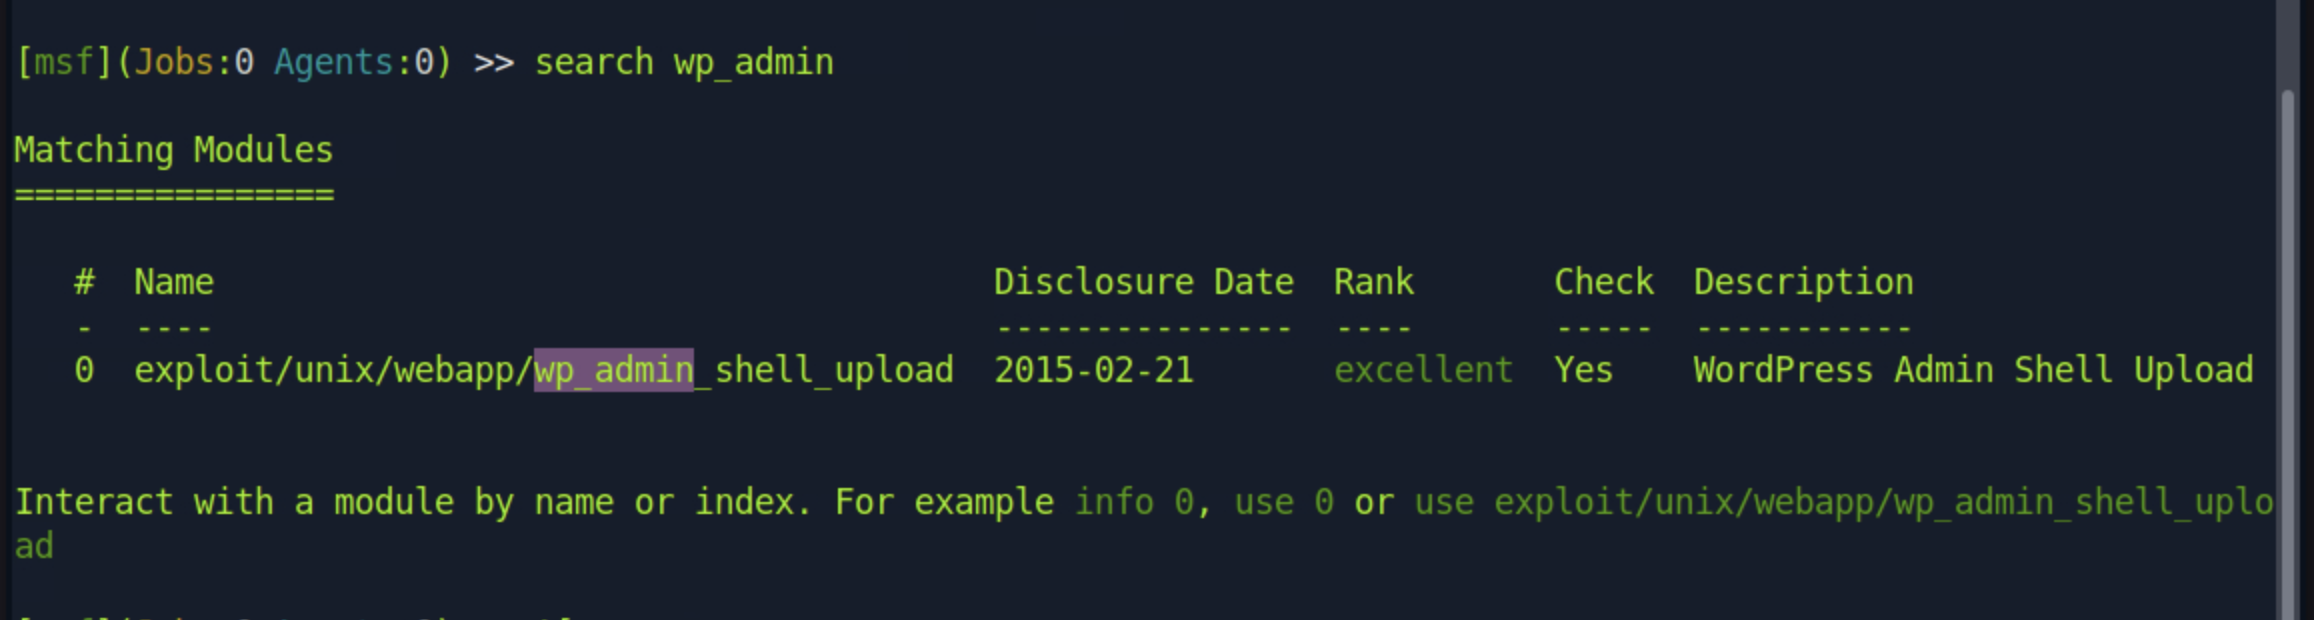 [msf](Jobs:0 Agents:0) >> search wp_admin
Matching Modules
================
#  Name                                      Disclosure Date  Rank       Check  Description
-  ----                                      ---------------  ----       -----  -----------
0  exploit/unix/webapp/wp_admin_shell_upload  2015-02-21       excellent  Yes    WordPress Admin Shell Upload
Interact with a module by name or index. For example info 0, use 0 or use exploit/unix/webapp/wp_admin_shell_uplo
ad